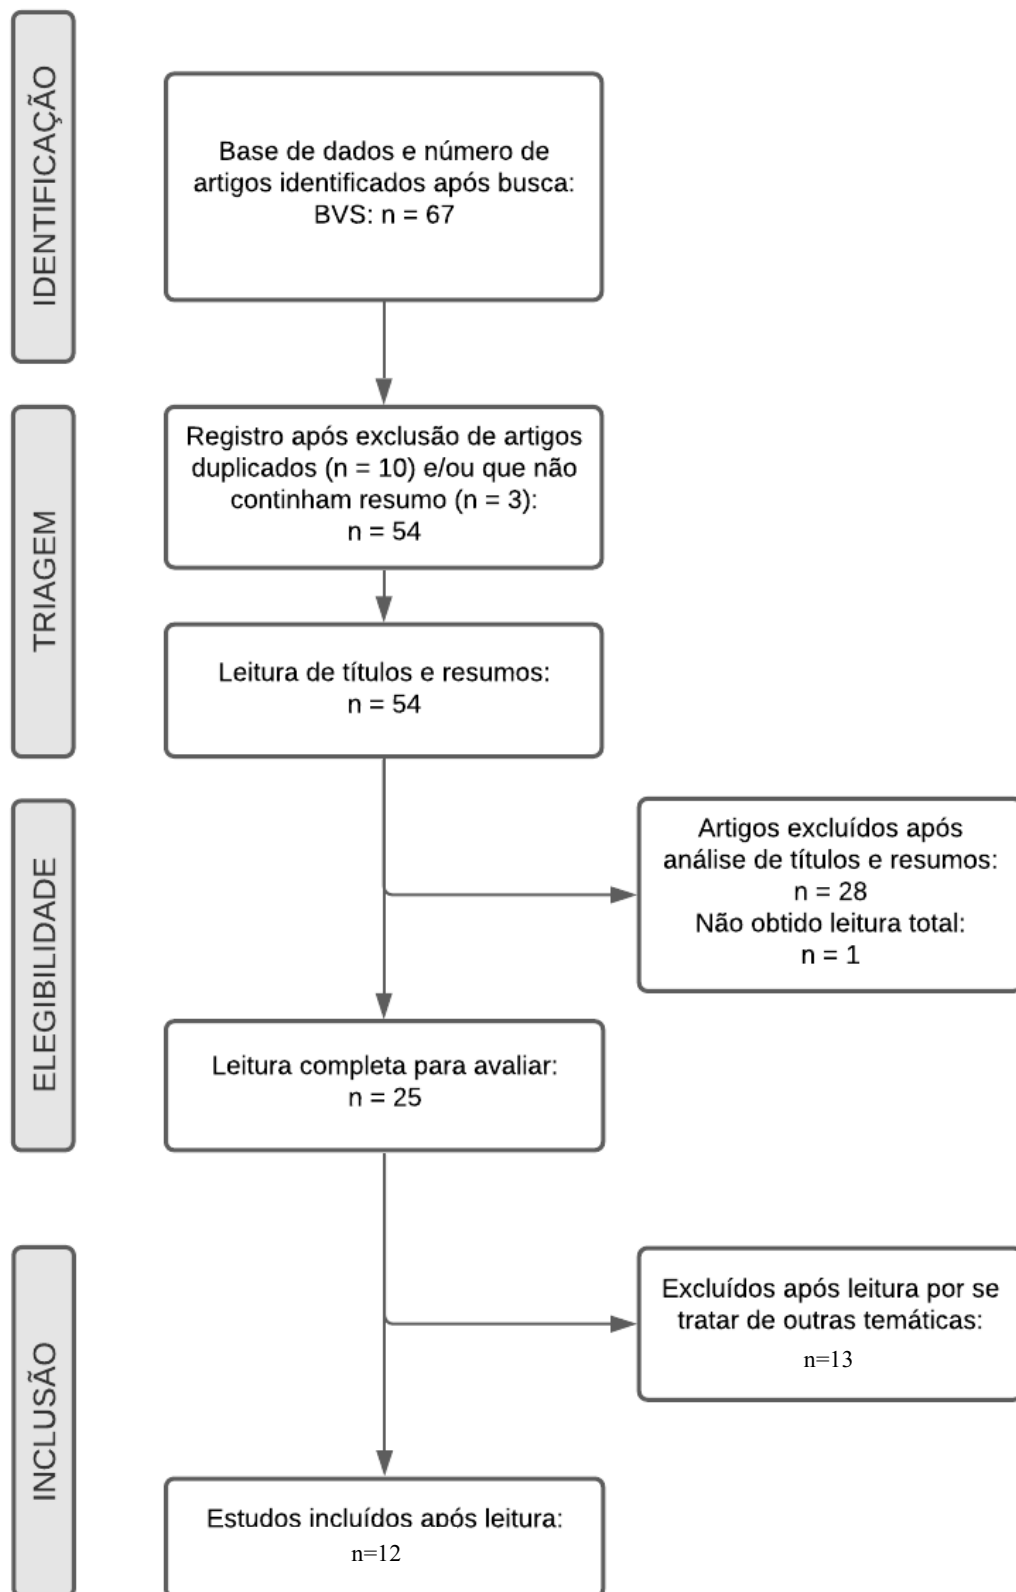 IDENTIFICAÇÃO
Base de dados e número de
artigos identificados após busca:
BVS: n = 67
TRIAGEM
Registro após exclusão de artigos
duplicados (n = 10) e/ou que não
continham resumo (n = 3):
n = 54
Leitura de títulos e resumos:
n = 54
ELEGIBILIDADE
Artigos excluídos após
análise de títulos e resumos:
n = 28
Não obtido leitura total:
n = 1
Leitura completa para avaliar:
n = 25
INCLUSÃO
Excluídos após leitura por se
tratar de outras temáticas:
n=13
Estudos incluídos após leitura:
n=12